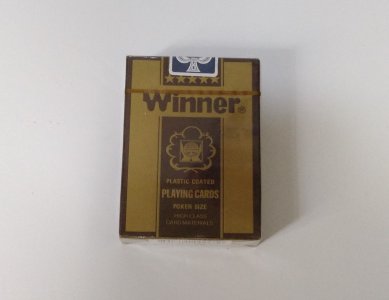 Winner®
PLASTIC COATED
PLAYING CARDS
POKER SIZE
HIGH CLASS
CARD MATERIALS